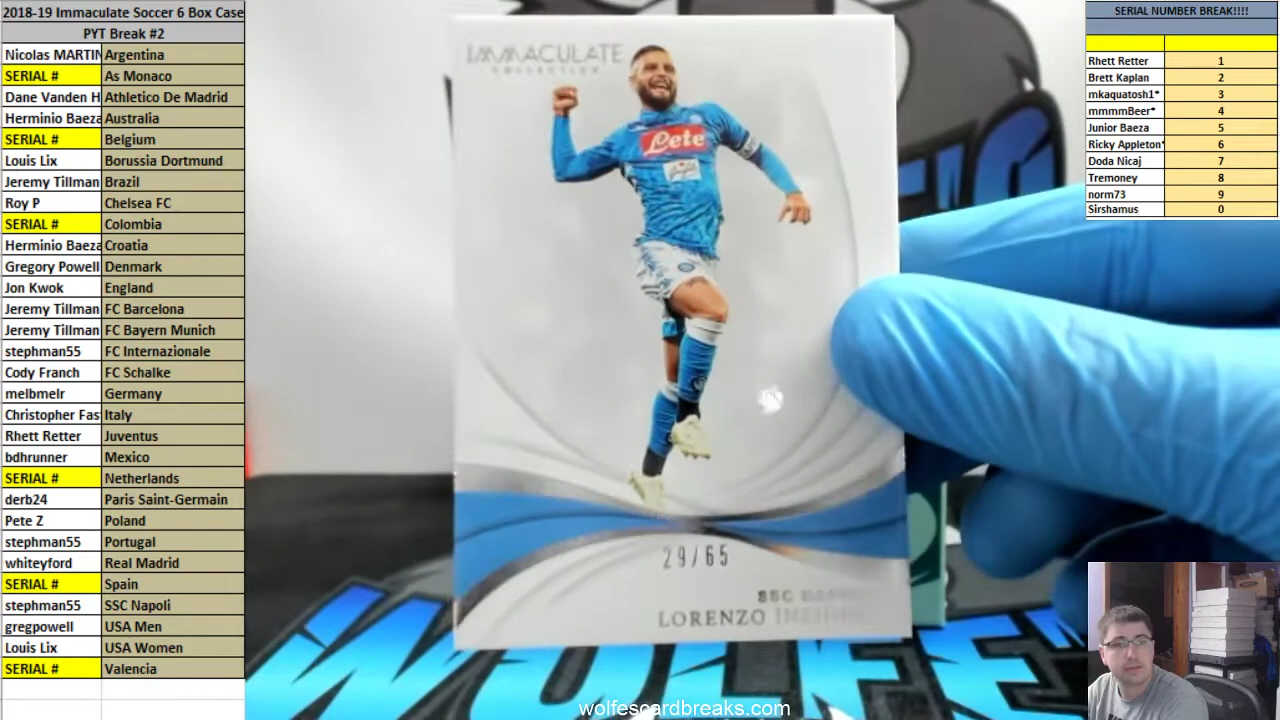 2018-19 Immaculate Soccer 6 Box Case
PYT Break #2
Nicolas MARTIN Argentina
SERIAL # As Monaco
Dane Vanden H Athletico De Madrid
Herminio Baeza Australia
SERIAL # Belgium
Louis Lix Borussia Dortmund
Jeremy Tillman Brazil
Roy P Chelsea FC
SERIAL # Colombia
Herminio Baeza Croatia
Gregory Powell Denmark
Jon Kwok England
Jeremy Tillman FC Barcelona
Jeremy Tillman FC Bayern Munich
stephman55 FC Internazionale
Cody Franch FC Schalke
melbmelr Germany
Christopher Fas Italy
Rhett Retter Juventus
bdhrunner Mexico
SERIAL # Netherlands
derb24 Paris Saint-Germain
Pete Z Poland
stephman55 Portugal
whiteyford Real Madrid
SERIAL # Spain
stephman55 SSC Napoli
gregpowell USA Men
Louis Lix USA Women
SERIAL # Valencia
IMMACULATE
COLLECTION
Lete
29/65
SSC
LORENZO
WOLFE'
wolfescardbreaks.com
SERIAL NUMBER BREAK!!!!
Rhett Retter 1
Brett Kaplan 2
mkaquatosh1* 3
mmmmBeer* 4
Junior Baeza 5
Ricky Appleton* 6
Doda Nicaj 7
Tremoney 8
norm73 9
Sirshamus 0